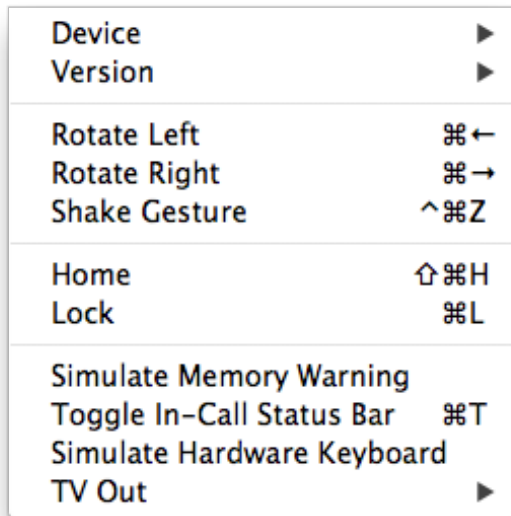 Device ▶
Version ▶
Rotate Left ⌘←
Rotate Right ⌘→
Shake Gesture ^⌘Z
Home ⇧⌘H
Lock ⌘L
Simulate Memory Warning
Toggle In-Call Status Bar ⌘T
Simulate Hardware Keyboard
TV Out ▶